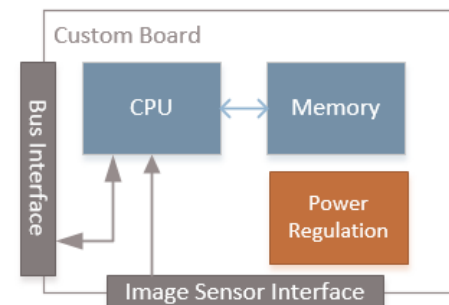 Custom Board
Bus Interface
CPU
Memory
Power
Regulation
Image Sensor Interface